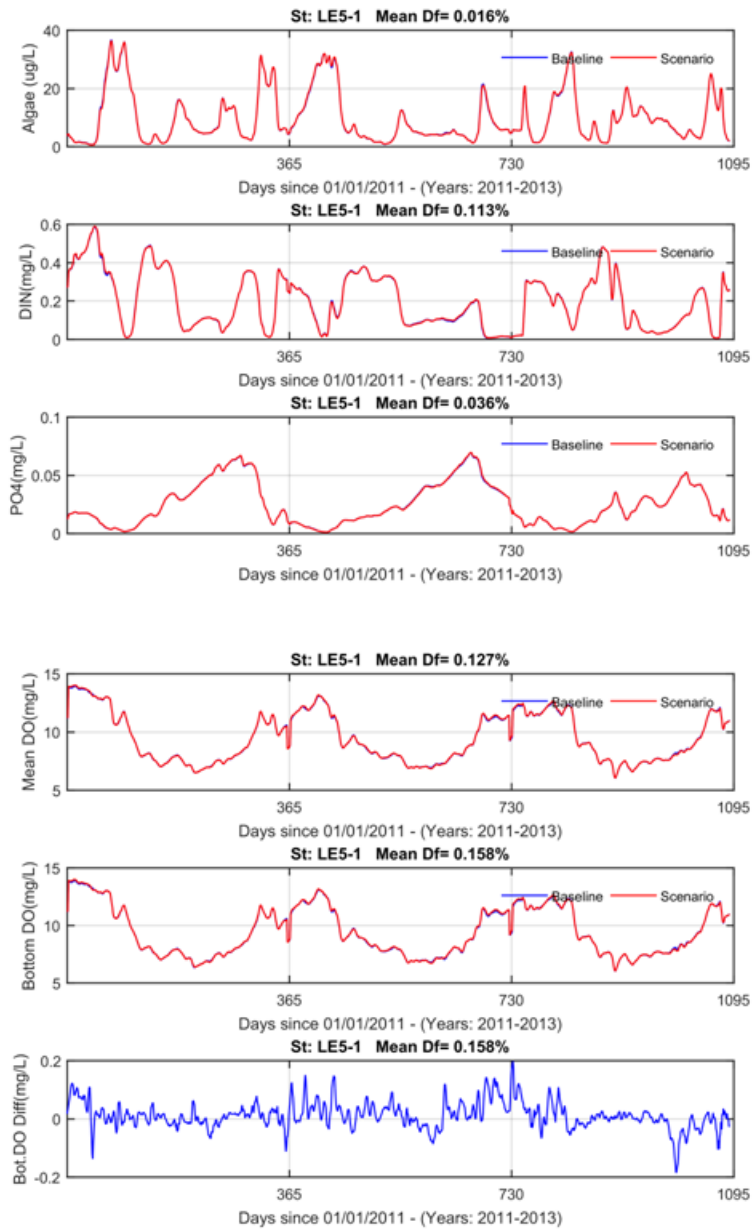 St: LE5-1 Mean Df= 0.016%
40
20
0
Algae (ug/L)
Baseline
Scenario
365
730
1095
Days since 01/01/2011 - (Years: 2011-2013)
St: LE5-1 Mean Df= 0.113%
0.6
0.4
0.2
0
DIN(mg/L)
Baseline
Scenario
365
730
1095
Days since 01/01/2011 - (Years: 2011-2013)
St: LE5-1 Mean Df= 0.036%
0.1
0.05
0
PO4(mg/L)
Baseline
Scenario
365
730
1095
Days since 01/01/2011 - (Years: 2011-2013)
St: LE5-1 Mean Df= 0.127%
15
10
5
Mean DO(mg/L)
Baseline
Scenario
365
730
1095
Days since 01/01/2011 - (Years: 2011-2013)
St: LE5-1 Mean Df= 0.158%
15
10
5
Bottom DO(mg/L)
Baseline
Scenario
365
730
1095
Days since 01/01/2011 - (Years: 2011-2013)
St: LE5-1 Mean Df= 0.158%
0.2
0
-0.2
Bot.DO Diff(mg/L)
365
730
1095
Days since 01/01/2011 - (Years: 2011-2013)